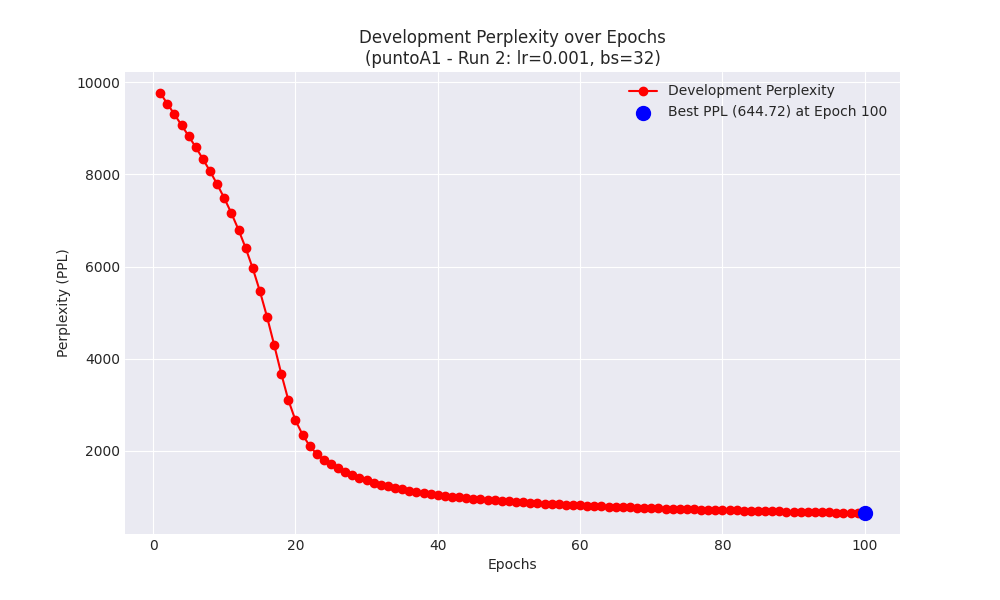 Development Perplexity over Epochs
(puntoA1 - Run 2: lr=0.001, bs=32)
Development Perplexity
Best PPL (644.72) at Epoch 100
Perplexity (PPL)
10000
8000
6000
4000
2000
0 20 40 60 80 100
Epochs